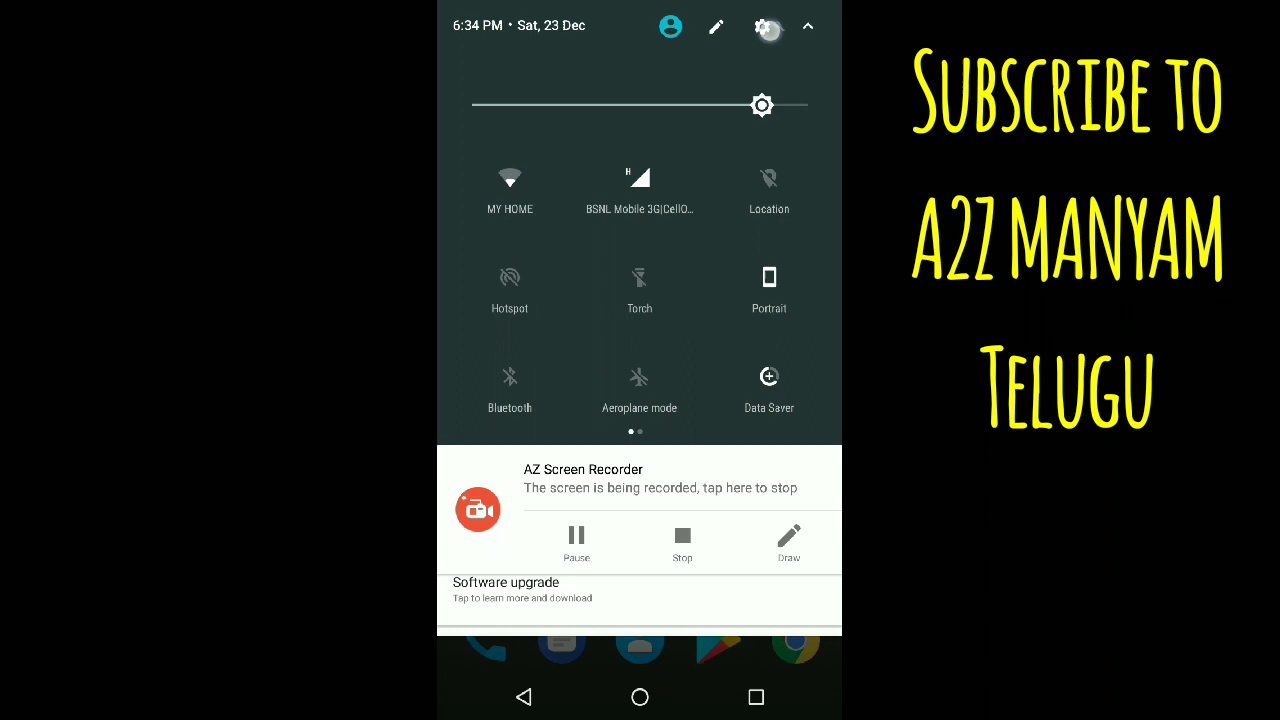 6:34 PM • Sat, 23 Dec
MY HOME
BSNL Mobile 3G|CellO...
Location
Hotspot
Torch
Portrait
Bluetooth
Aeroplane mode
Data Saver
AZ Screen Recorder
The screen is being recorded, tap here to stop
Pause
Stop
Draw
Software upgrade
Tap to learn more and download
SUBSCRIBE TO
A2Z MANYAM
TELUGU